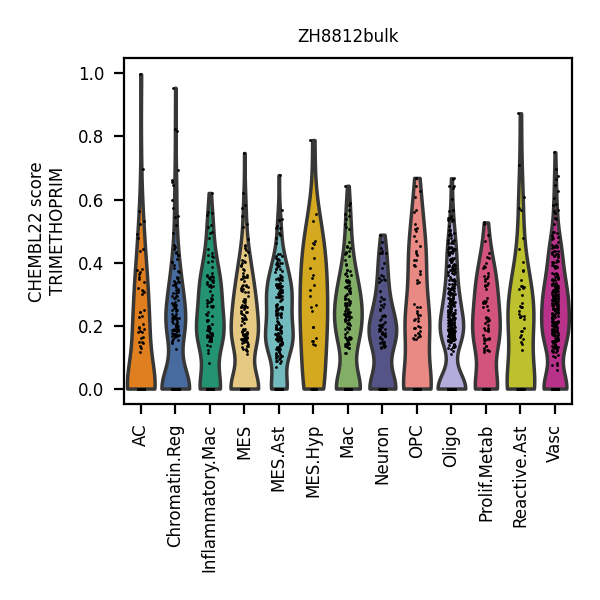 ZH8812bulk
CHEMBL22 score
TRIMETHOPRIM
1.0
0.8
0.6
0.4
0.2
0.0
AC
Chromatin.Reg
Inflammatory.Mac
MES
MES.Ast
MES.Hyp
Mac
Neuron
OPC
Oligo
Prolif.Metab
Reactive.Ast
Vasc